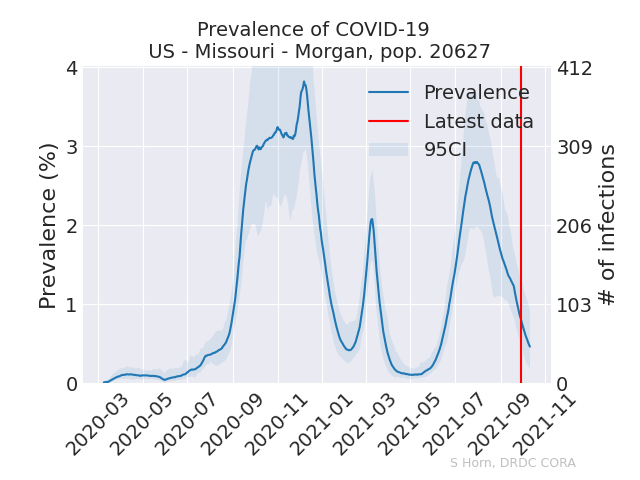 Prevalence of COVID-19
US - Missouri - Morgan, pop. 20627
Prevalence (%)
4
3
2
1
0
412
309
206
103
0
# of infections
Prevalence
Latest data
95CI
2020-03
2020-05
2020-07
2020-09
2020-11
2021-01
2021-03
2021-05
2021-07
2021-09
2021-11
S Horn, DRDC CORA